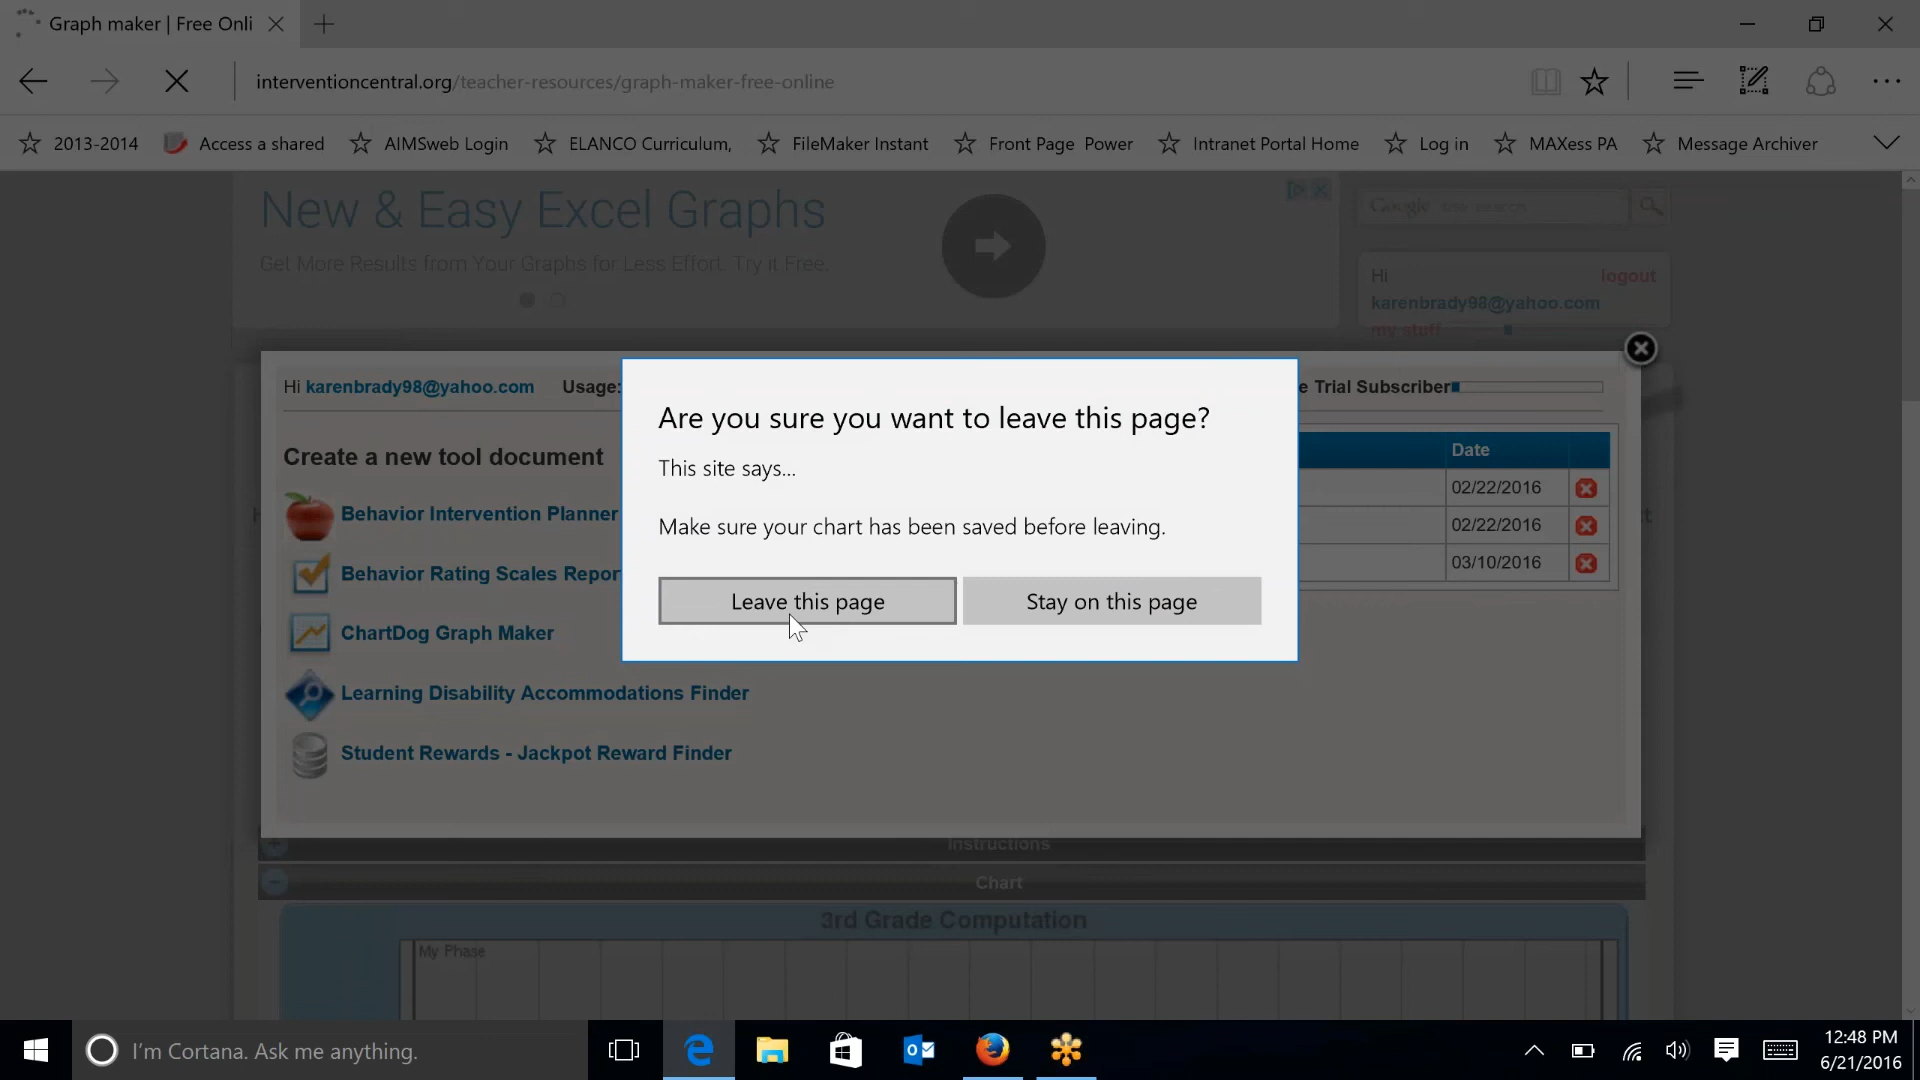 Graph maker | Free Onli
interventioncentral.org/teacher-resources/graph-maker-free-online
2013-2014 Access a shared AIMSweb Login ELANCO Curriculum, FileMaker Instant Front Page Power Intranet Portal Home Log in MAXess PA Message Archiver
New & Easy Excel Graphs
Get More Results from Your Graphs for Less Effort. Try it Free.
Google
Hi logout
karenbrady98@yahoo.com
my stuff
Hi karenbrady98@yahoo.com Usage: e Trial Subscriber
Are you sure you want to leave this page?
This site says...
Make sure your chart has been saved before leaving.
Leave this page Stay on this page
Create a new tool document
Behavior Intervention Planner
Behavior Rating Scales Repor
ChartDog Graph Maker
Learning Disability Accommodations Finder
Student Rewards - Jackpot Reward Finder
Date
02/22/2016
02/22/2016
03/10/2016
Instructions
Chart
3rd Grade Computation
My Phase
I'm Cortana. Ask me anything.
12:48 PM
6/21/2016